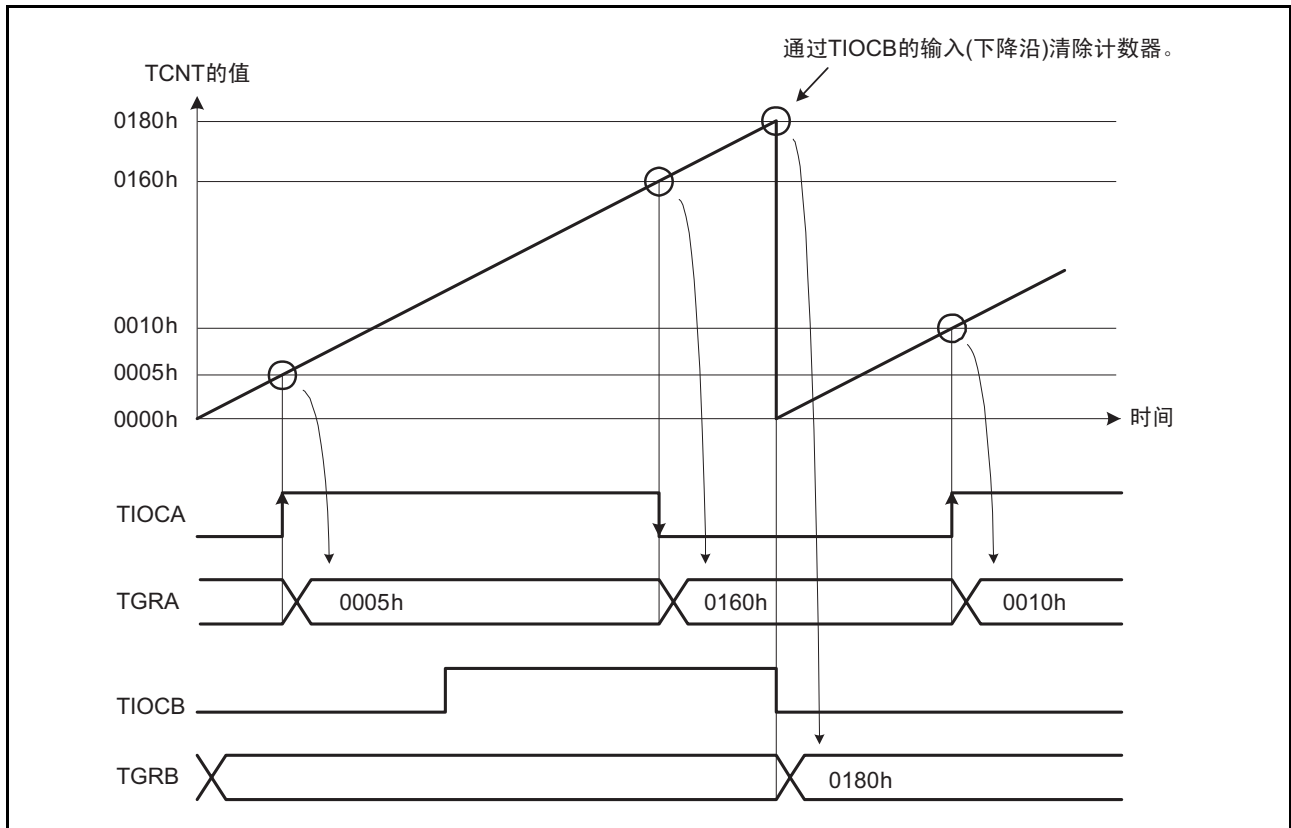 通过TIOCB的输入(下降沿)清除计数器。
TCNT的值
0180h
0160h
0010h
0005h
0000h
时间
TIOCA
TGRA
0005h
0160h
0010h
TIOCB
TGRB
0180h